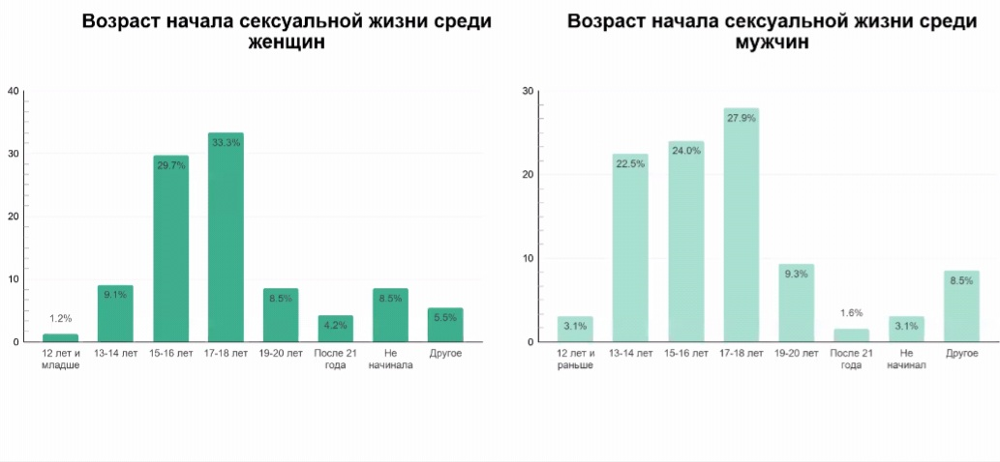 Возраст начала сексуальной жизни среди
женщин
40
30
20
10
0
1.2%
9.1%
29.7%
33.3%
8.5%
4.2%
8.5%
5.5%
12 лет и
младше
13-14 лет
15-16 лет
17-18 лет
19-20 лет
После 21
года
Не
начинала
Другое
Возраст начала сексуальной жизни среди
мужчин
30
20
10
0
3.1%
22.5%
24.0%
27.9%
9.3%
1.6%
3.1%
8.5%
12 лет и
раньше
13-14 лет
15-16 лет
17-18 лет
19-20 лет
После 21
года
Не
начинал
Другое